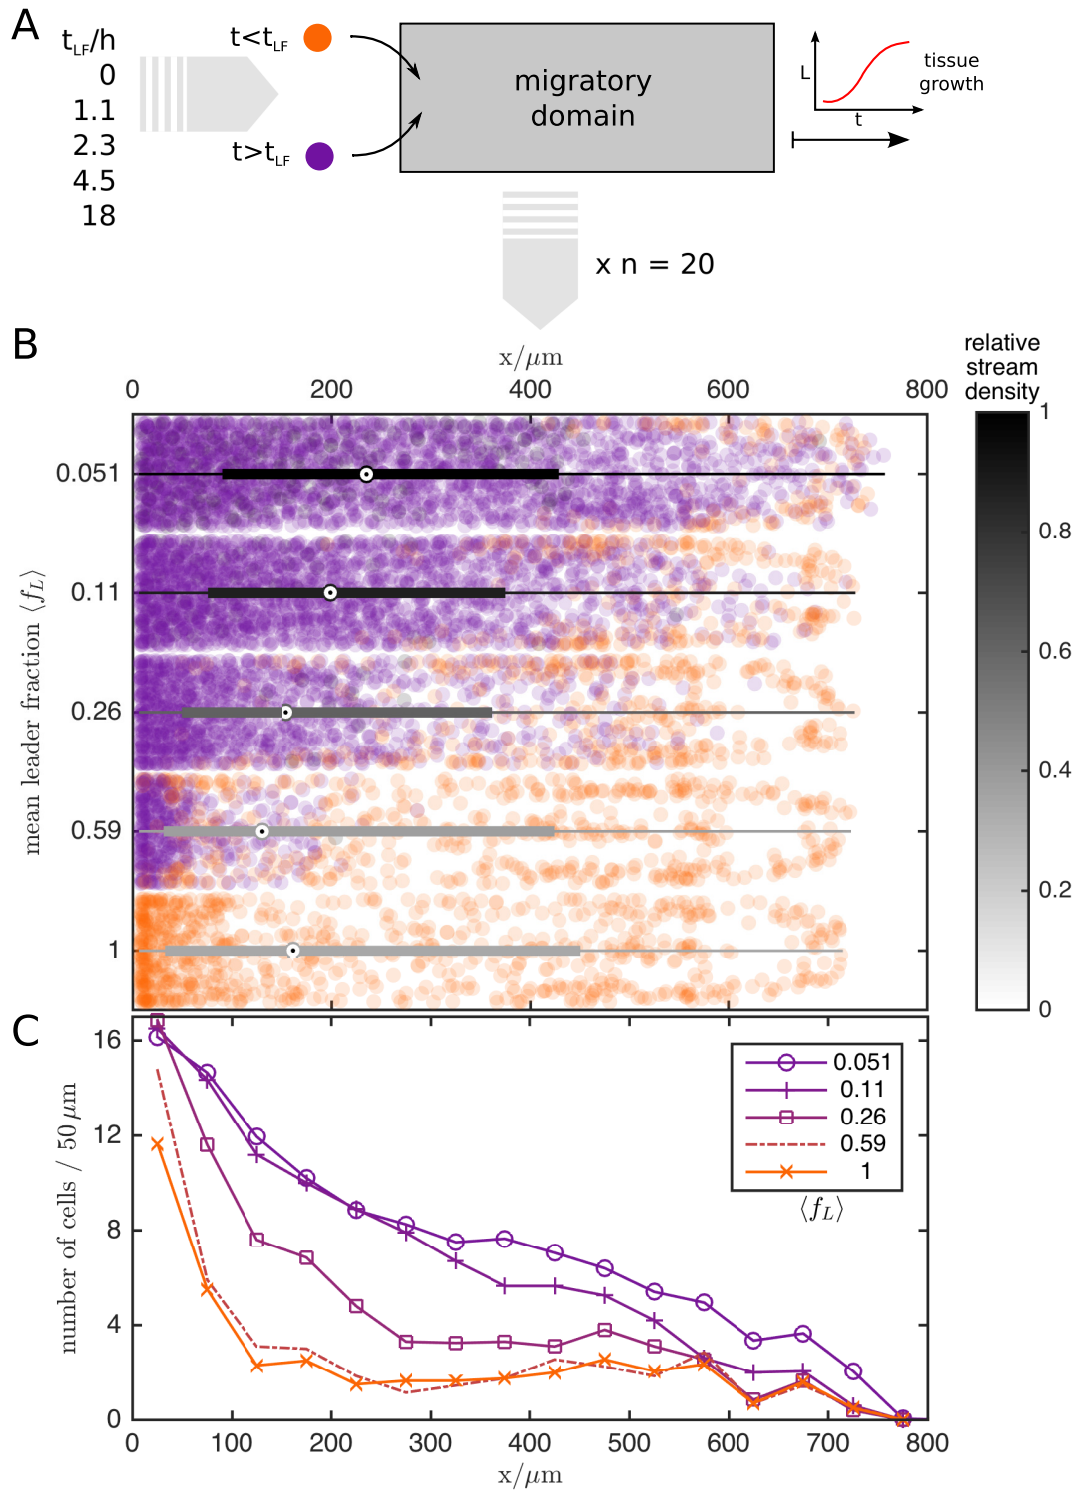 A
t_LF/h
0
1.1
2.3
4.5
18
t<t_LF
t>t_LF
migratory
domain
L
t
tissue
growth
x n = 20
B
x/μm
0 200 400 600 800
relative
stream
density
1
0.8
0.6
0.4
0.2
0
mean leader fraction ⟨f_L⟩
0.051
0.11
0.26
0.59
1
C
number of cells / 50 μm
16
12
8
4
0
0.051
0.11
0.26
0.59
1
⟨f_L⟩
0 100 200 300 400 500 600 700 800
x/μm